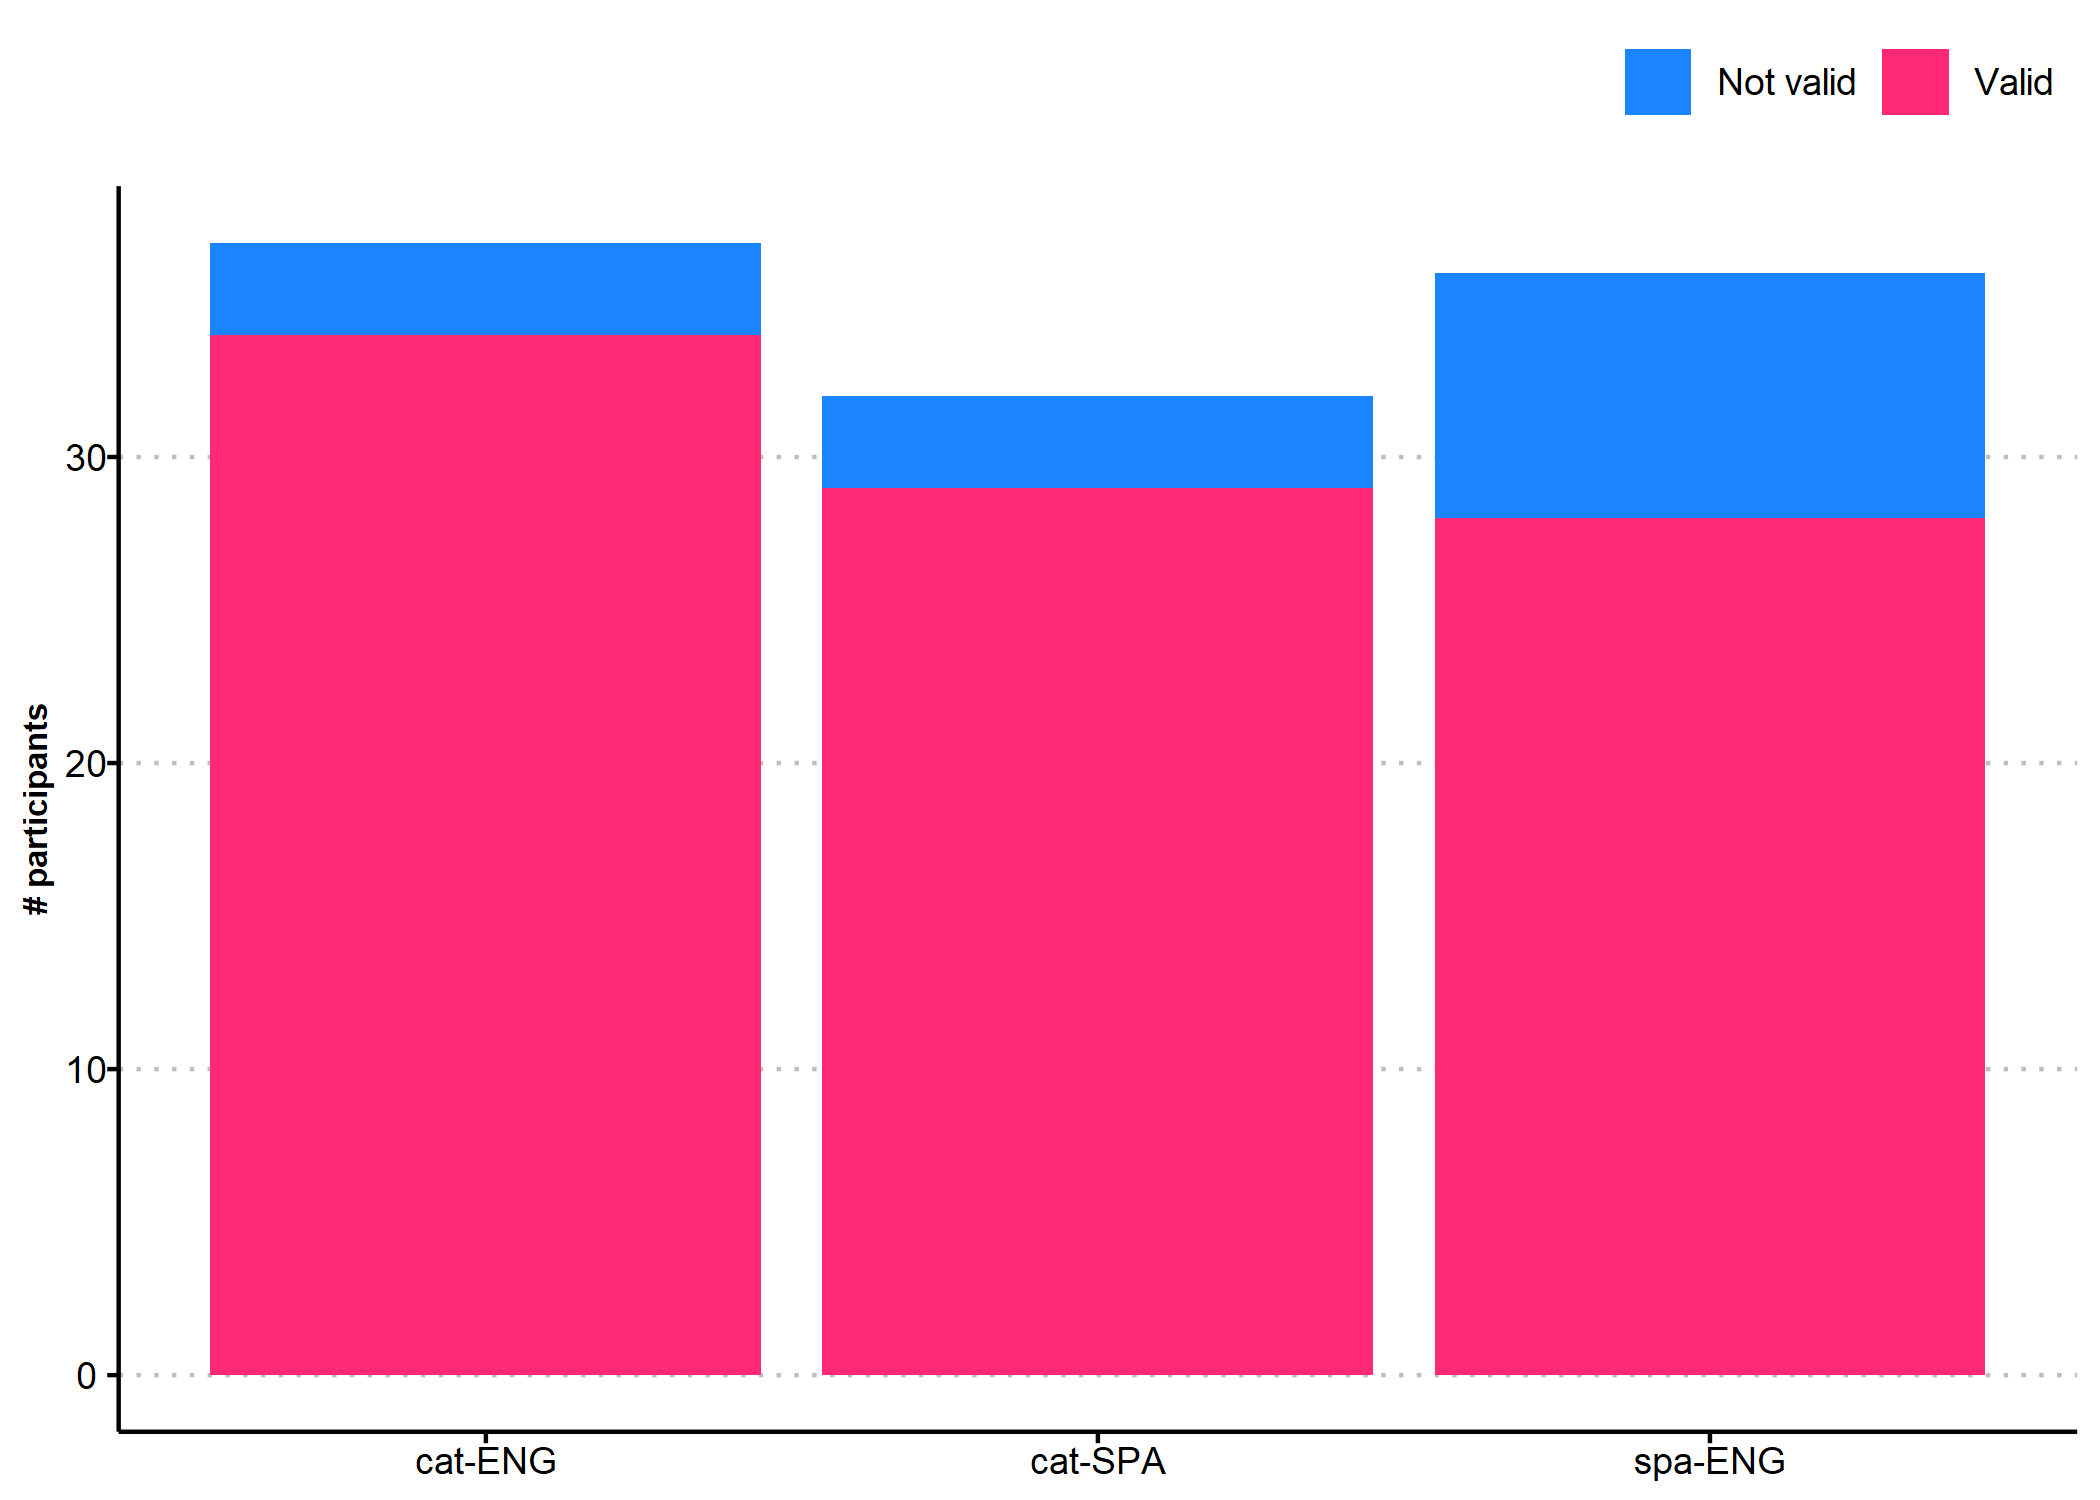 Not valid
Valid
# participants
30
20
10
0
cat-ENG
cat-SPA
spa-ENG